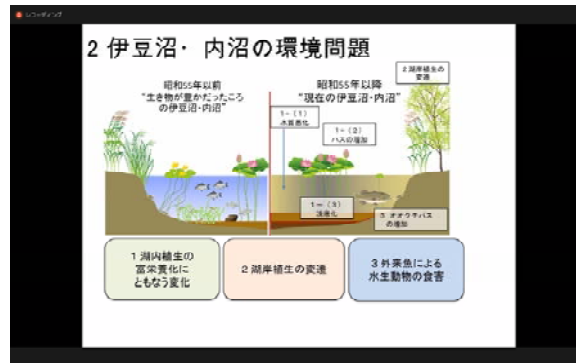 レコーディング
2 伊豆沼・内沼の環境問題
昭和55年以前
“生き物が豊かだったころ
の伊豆沼・内沼”
昭和55年以降
“現在の伊豆沼・内沼”
2 湖岸植生の
変遷
1-(1)
水質悪化
1-(2)
ハスの増加
1-(3)
浅底化
3 オオクチバス
の増加
1 湖内植生の
富栄養化に
ともなう変化
2 湖岸植生の変遷
3 外来魚による
水生動物の食害